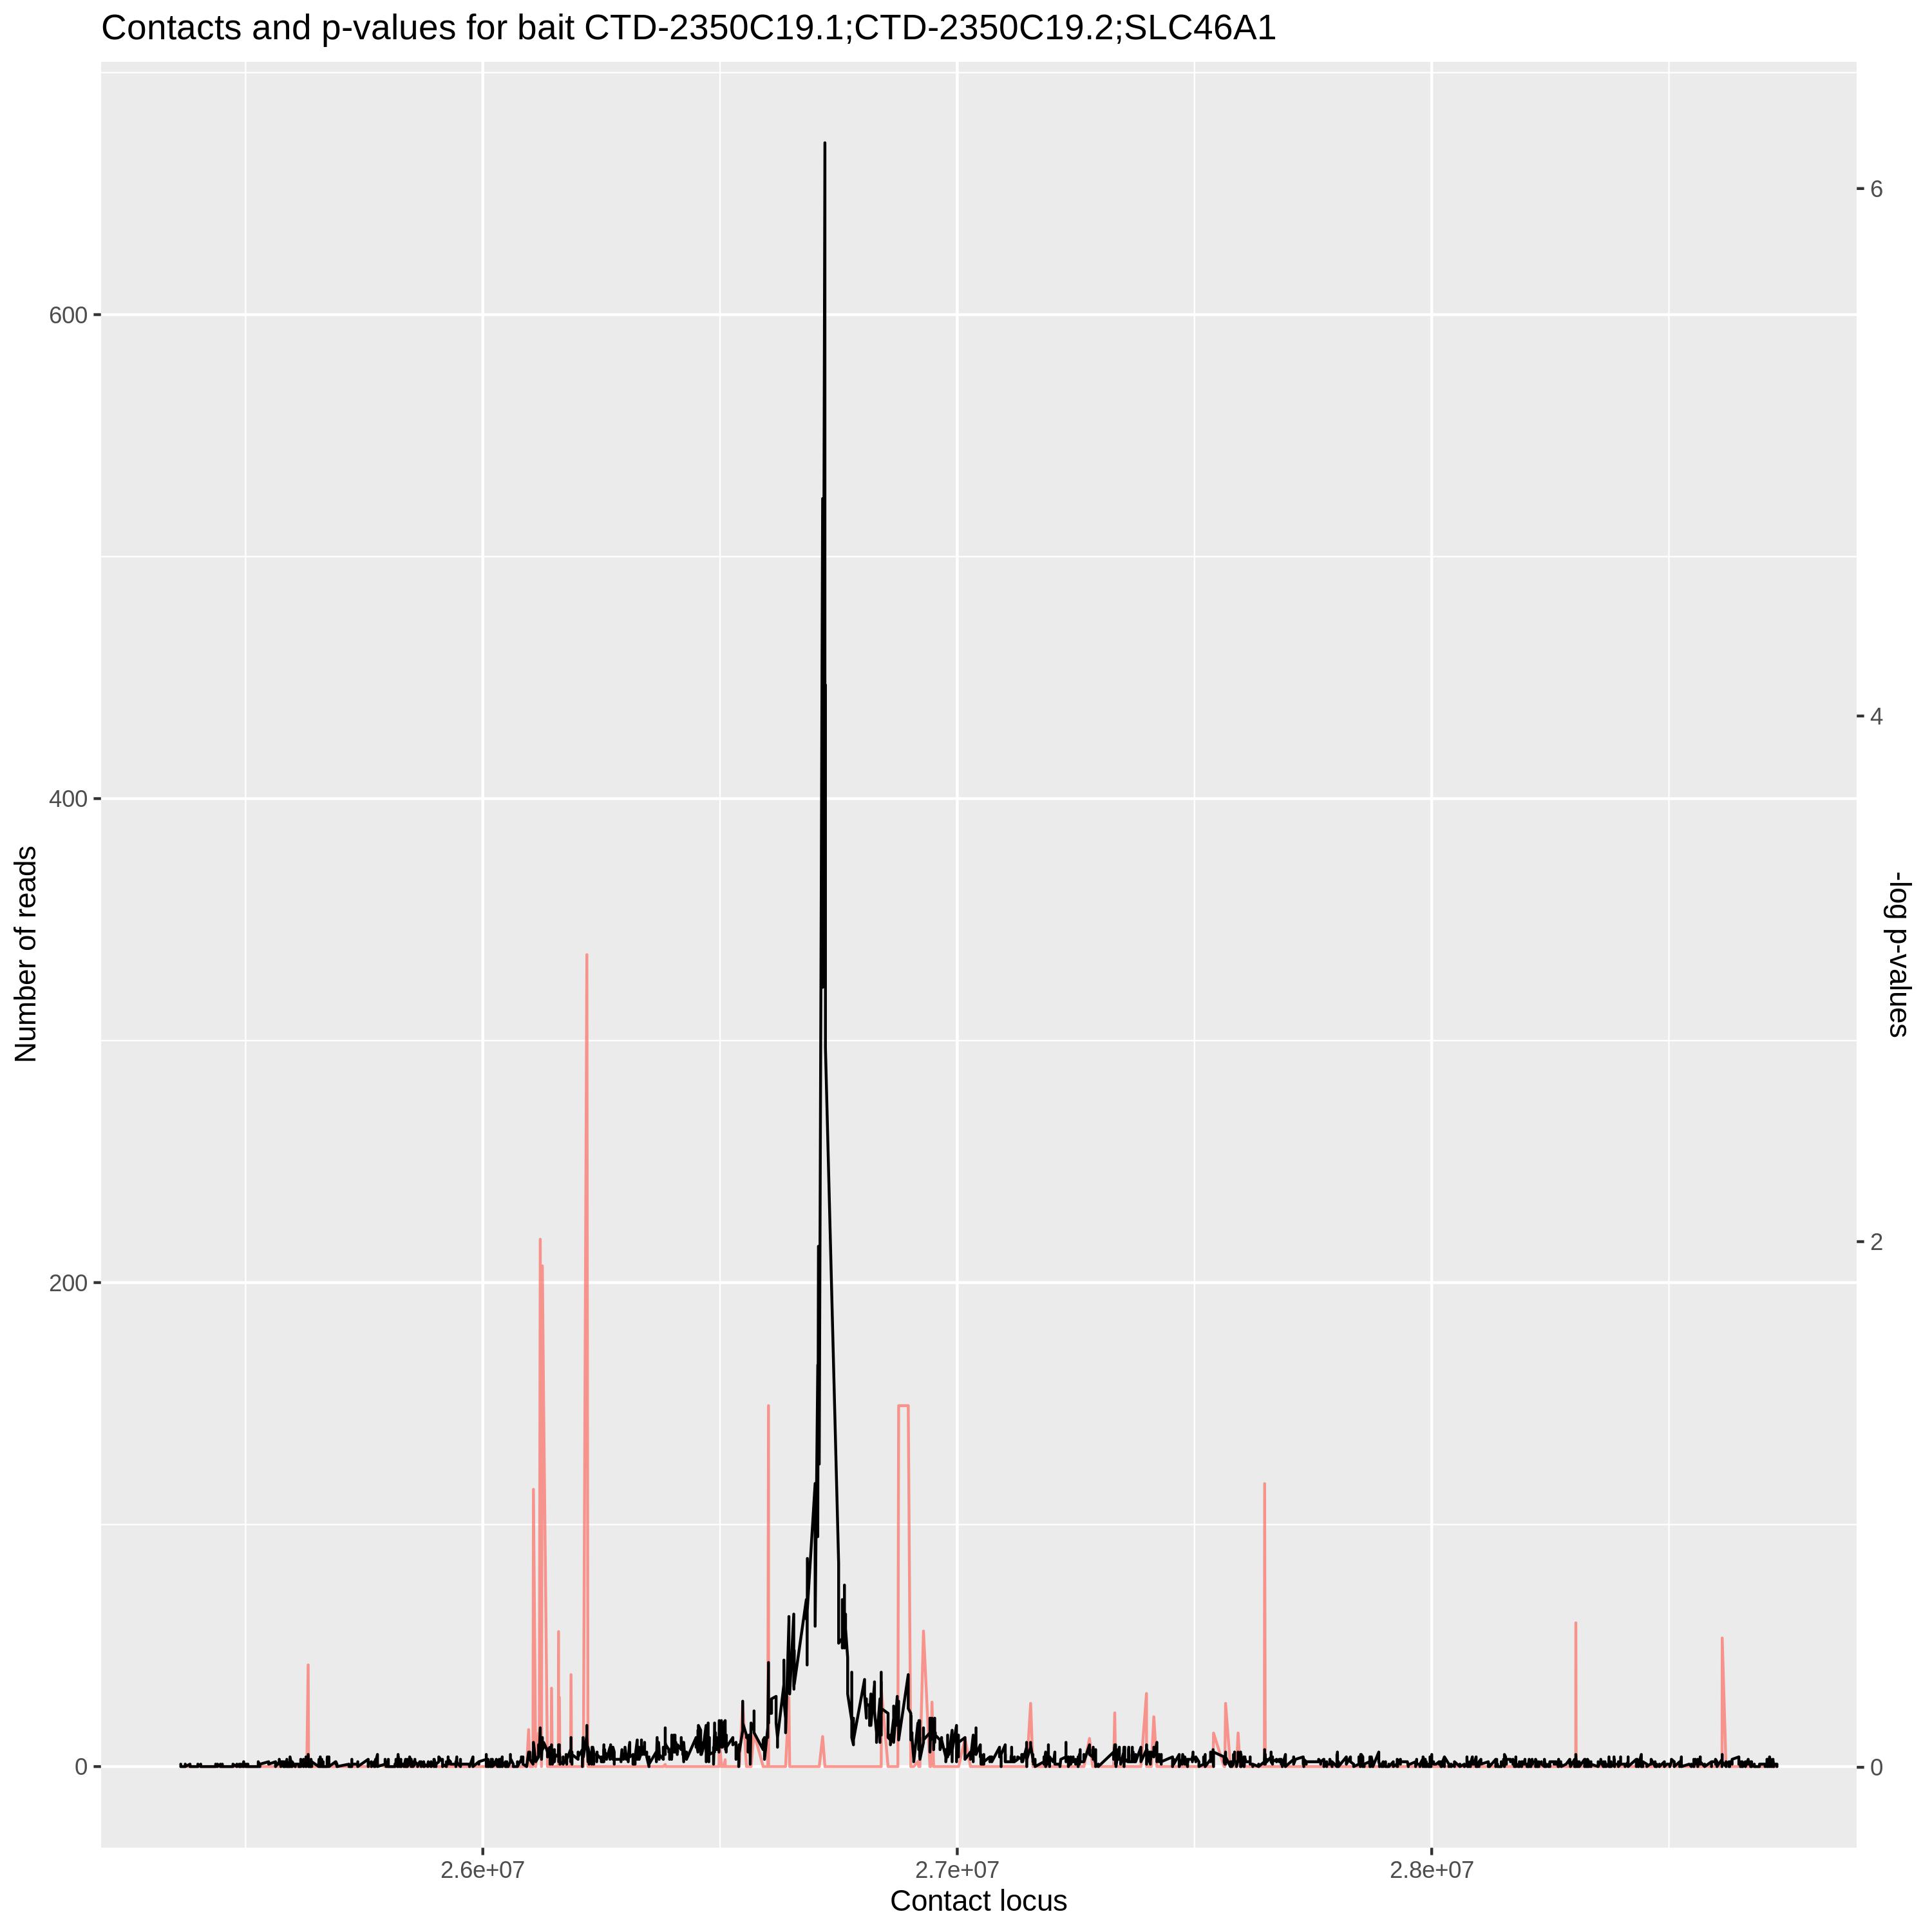 Contacts and p-values for bait CTD-2350C19.1;CTD-2350C19.2;SLC46A1
Number of reads
600
400
200
0
6
4
2
0
-log p-values
2.6e+07
2.7e+07
2.8e+07
Contact locus